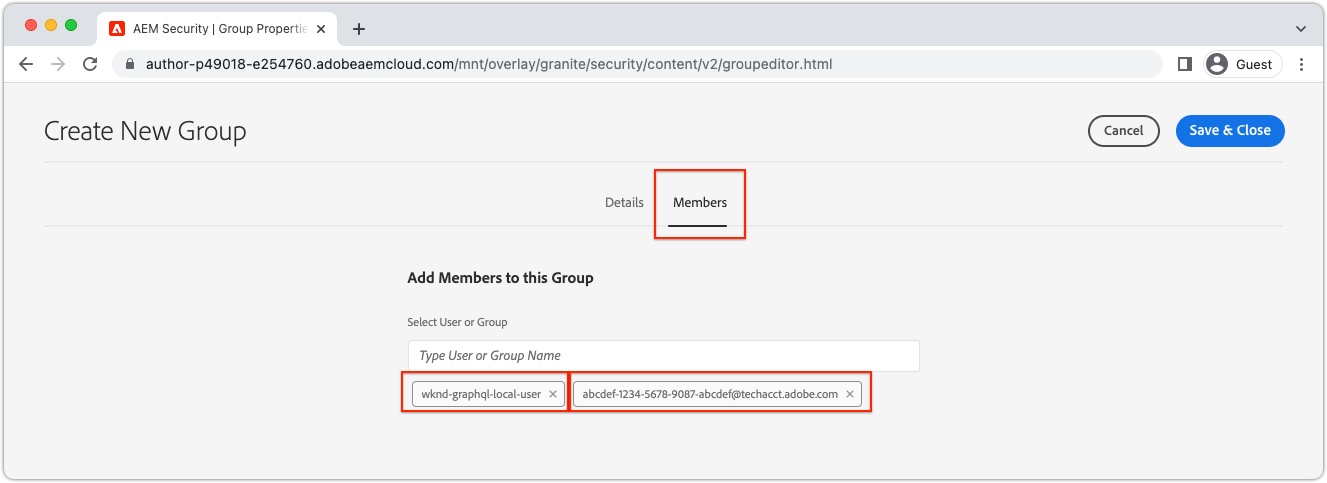 AEM Security | Group Propertie
author-p49018-e254760.adobeaemcloud.com/mnt/overlay/granite/security/content/v2/groupeditor.html
Guest
Create New Group
Cancel
Save & Close
Details
Members
Add Members to this Group
Select User or Group
Type User or Group Name
wknd-graphql-local-user
abcdef-1234-5678-9087-abcdef@techacct.adobe.com